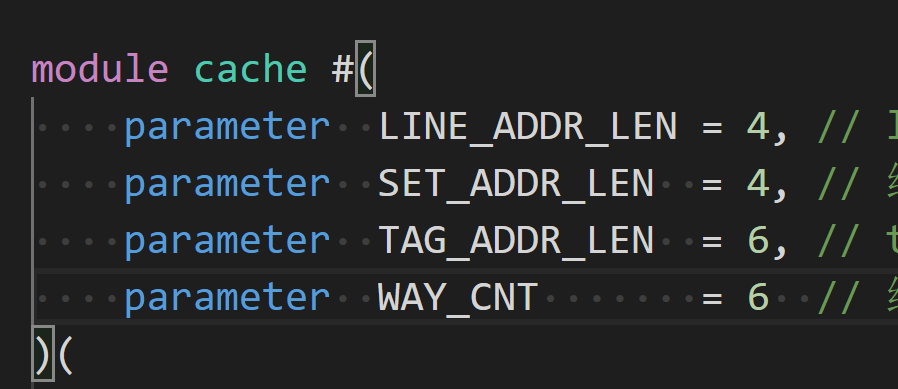 module cache #(
    parameter  LINE_ADDR_LEN = 4, //
    parameter  SET_ADDR_LEN  = 4, //
    parameter  TAG_ADDR_LEN  = 6, // t
    parameter  WAY_CNT       = 6  //
)(